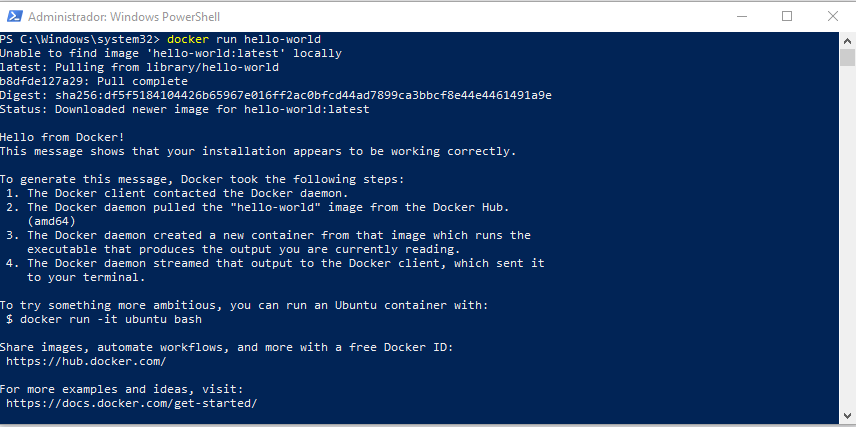 Administrador: Windows PowerShell
PS C:\Windows\system32> docker run hello-world
Unable to find image 'hello-world:latest' locally
latest: Pulling from library/hello-world
b8dfde127a29: Pull complete
Digest: sha256:df5f5184104426b65967e016ff2ac0bfcd44ad7899ca3bbcf8e44e4461491a9e
Status: Downloaded newer image for hello-world:latest
Hello from Docker!
This message shows that your installation appears to be working correctly.
To generate this message, Docker took the following steps:
1. The Docker client contacted the Docker daemon.
2. The Docker daemon pulled the "hello-world" image from the Docker Hub.
(amd64)
3. The Docker daemon created a new container from that image which runs the
executable that produces the output you are currently reading.
4. The Docker daemon streamed that output to the Docker client, which sent it
to your terminal.
To try something more ambitious, you can run an Ubuntu container with:
$ docker run -it ubuntu bash
Share images, automate workflows, and more with a free Docker ID:
https://hub.docker.com/
For more examples and ideas, visit:
https://docs.docker.com/get-started/